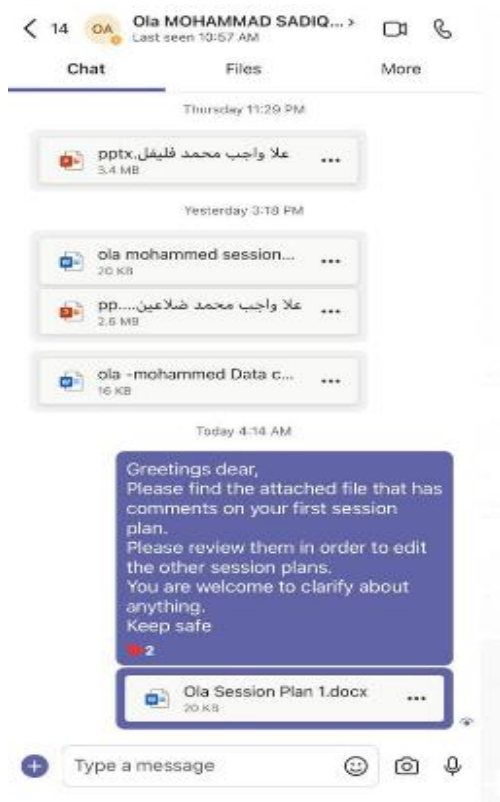 14 OA Ola MOHAMMAD SADIQ...
Last seen 10:57 AM
Chat Files More
Thursday 11:29 PM
علا واجب محمد فليفل.pptx
3.4 MB
Yesterday 3:18 PM
ola mohammed session...
20 KB
علا واجب محمد ضلاعين....pp
2.6 MB
ola -mohammed Data c...
16 KB
Today 4:14 AM
Greetings dear,
Please find the attached file that has
comments on your first session
plan.
Please review them in order to edit
the other session plans.
You are welcome to clarify about
anything.
Keep safe
2
Ola Session Plan 1.docx
20 KB
Type a message